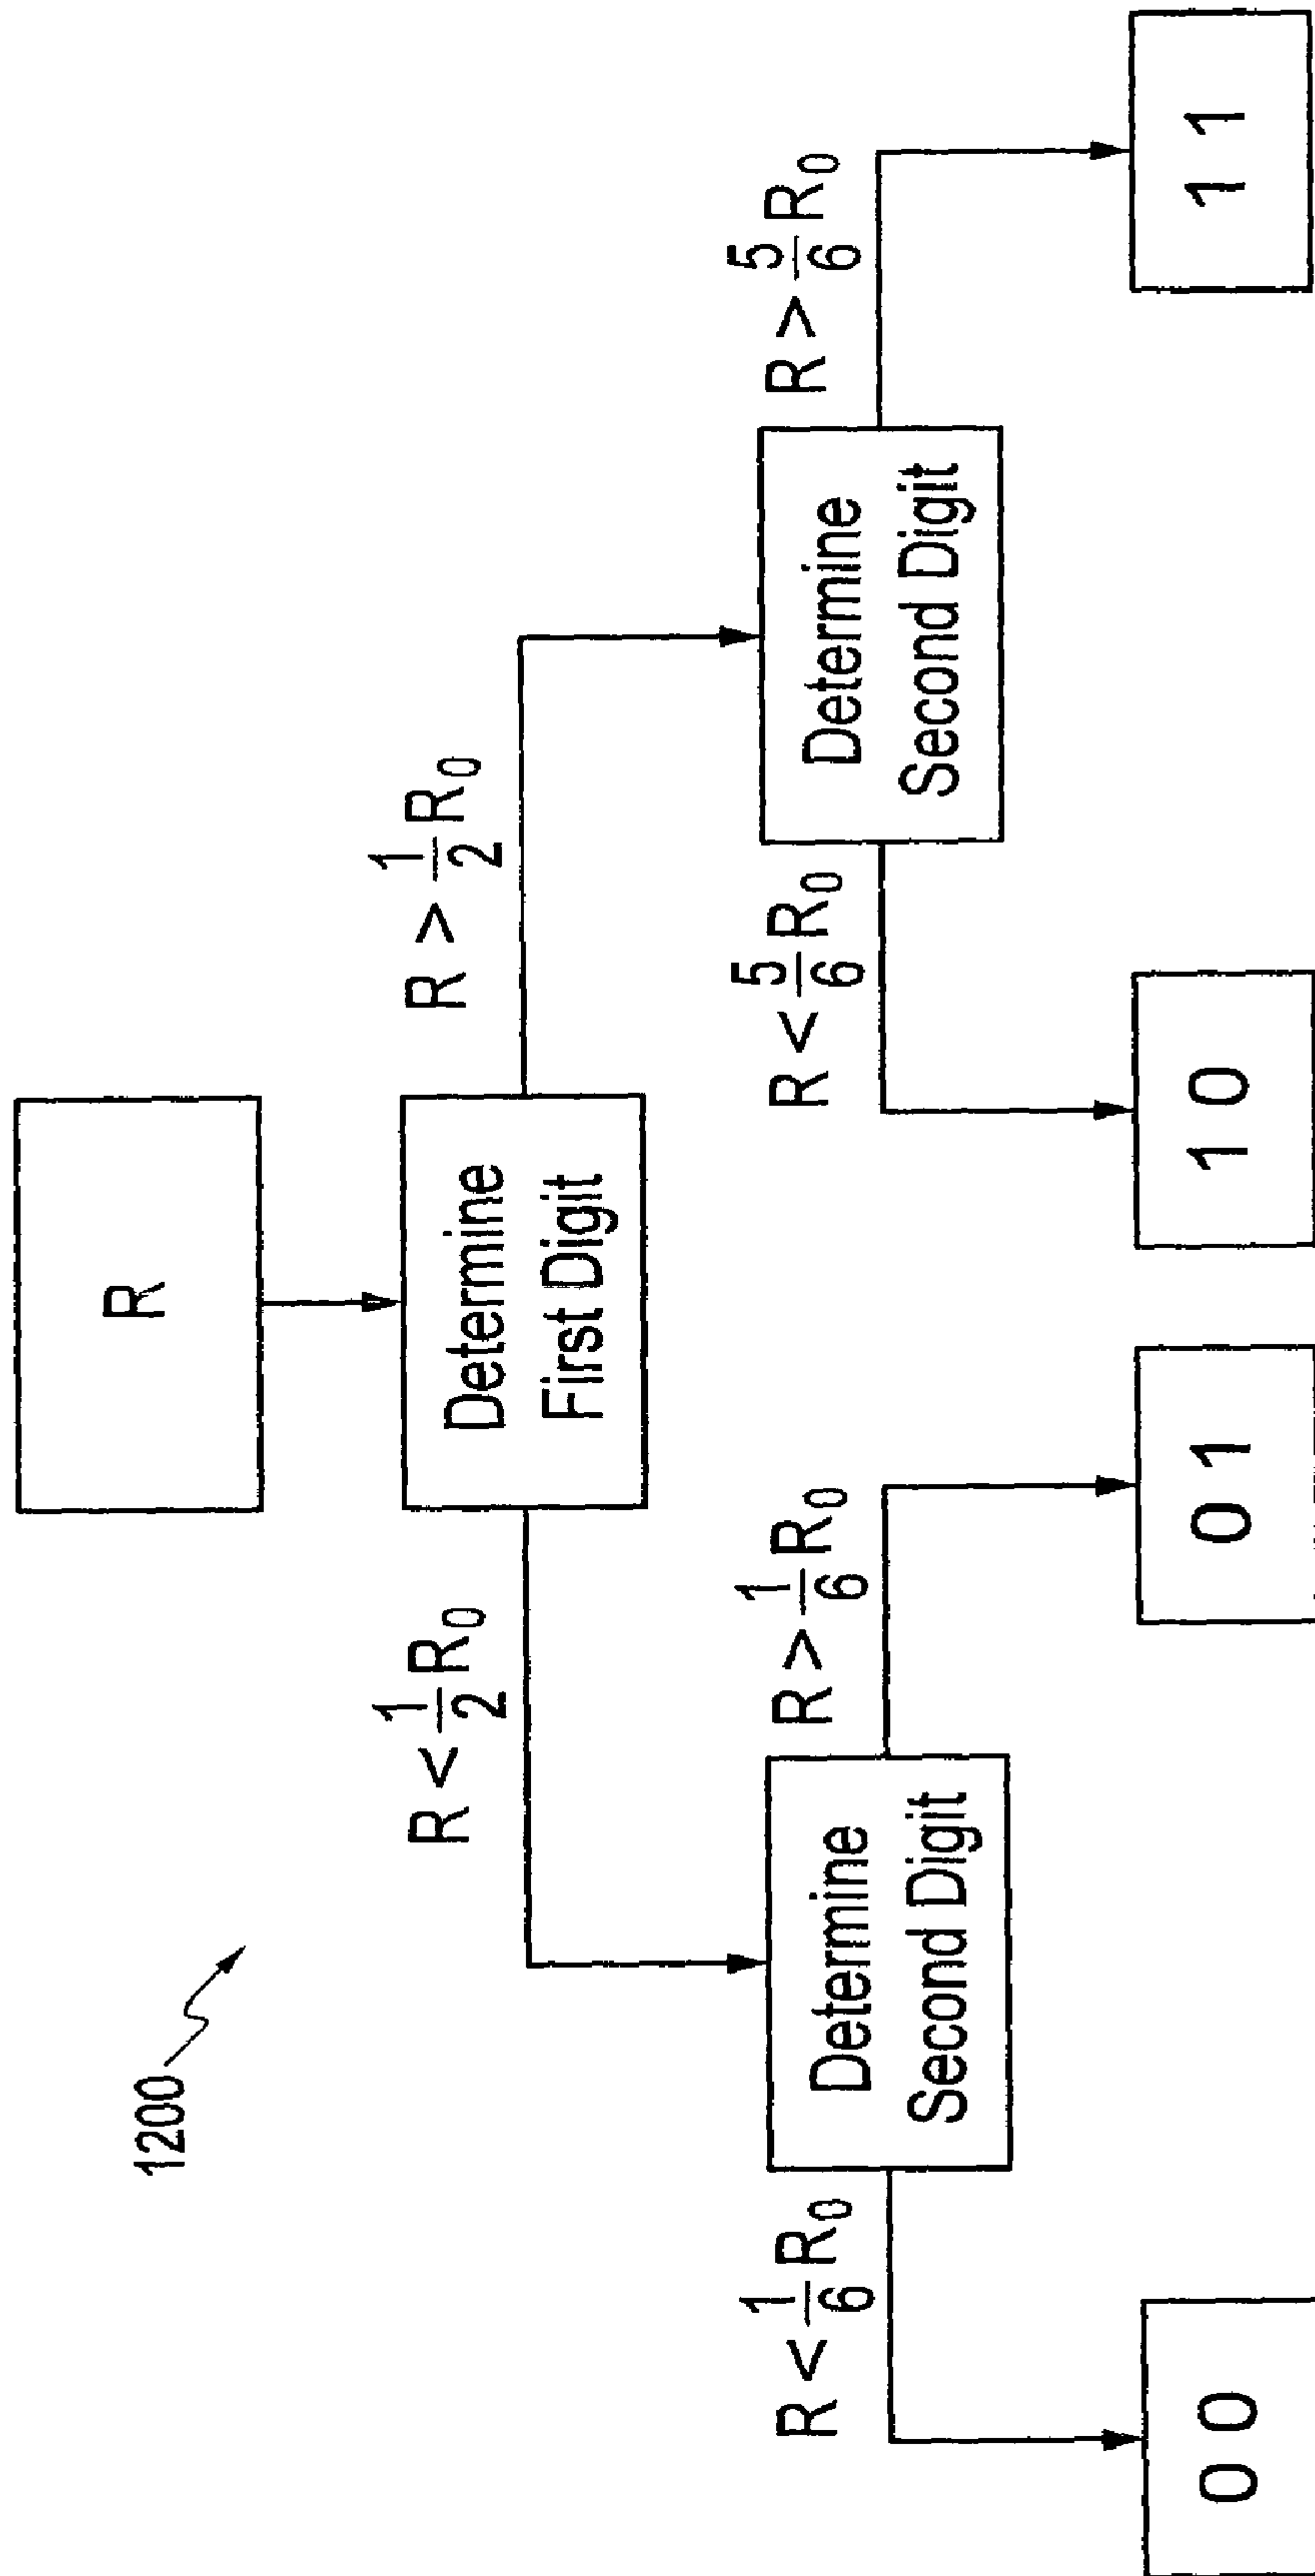 1200
R
Determine
First Digit
R < 1/2 R₀
R > 1/2 R₀
Determine
Second Digit
Determine
Second Digit
R < 1/6 R₀
R > 1/6 R₀
R < 5/6 R₀
R > 5/6 R₀
0 0
0 1
1 0
1 1